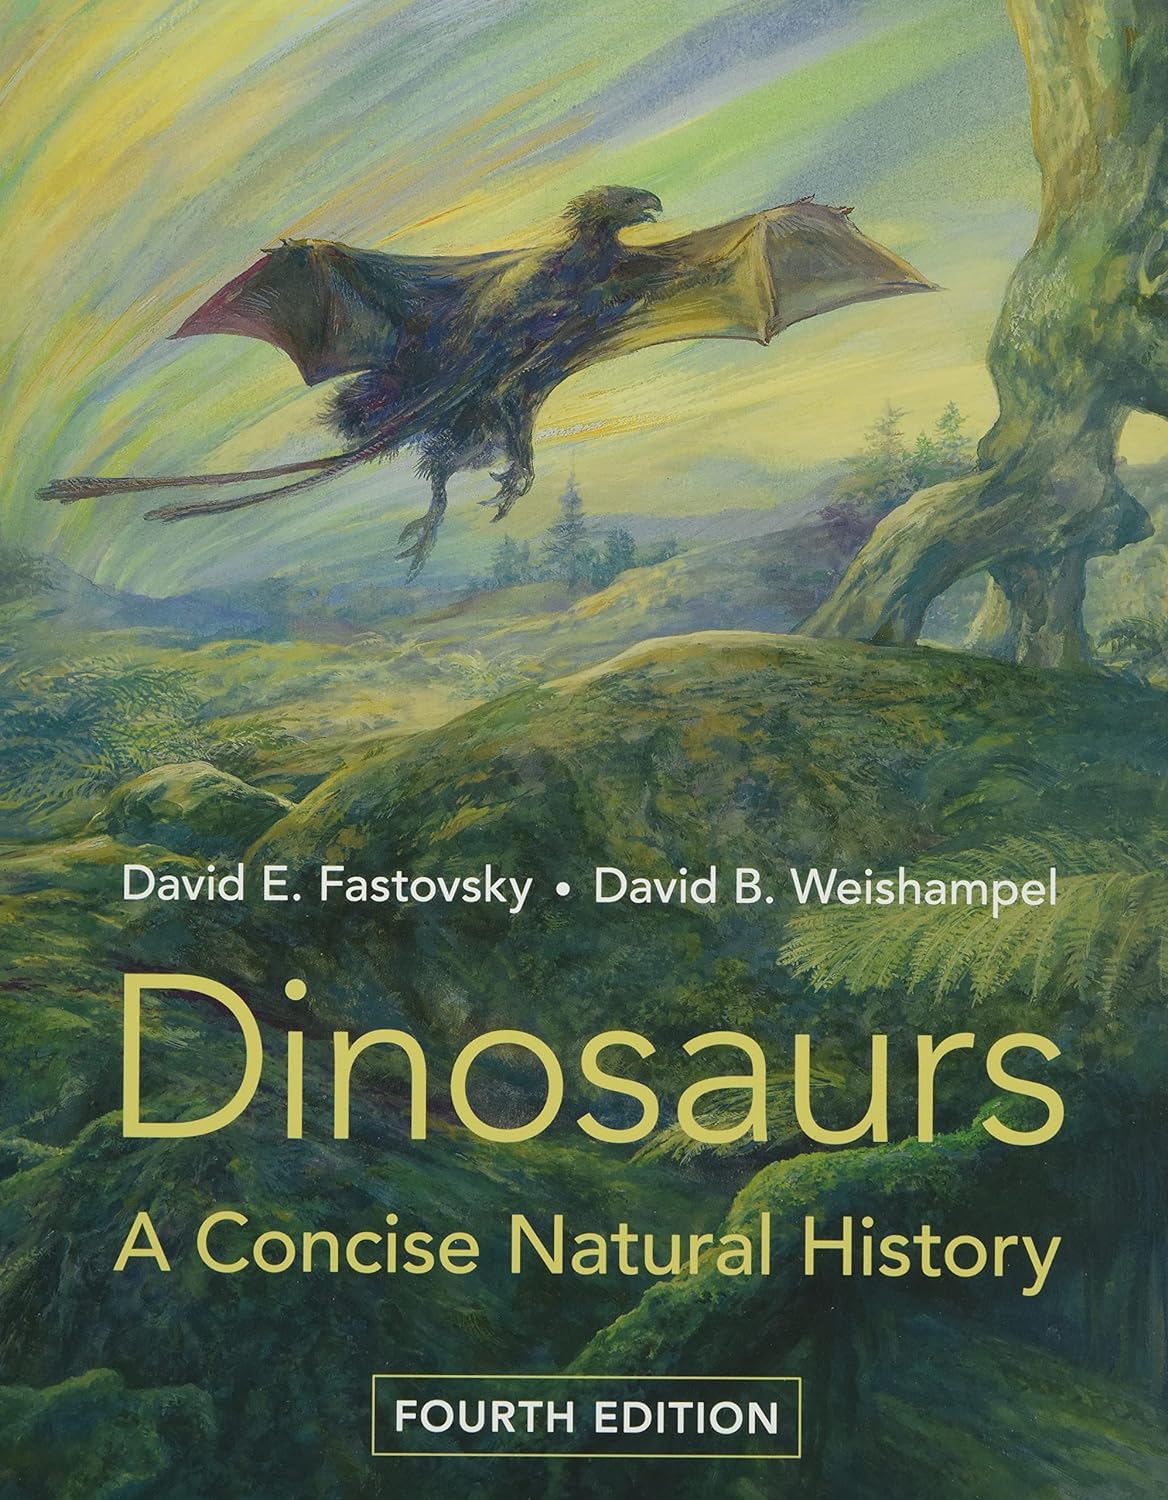 David E. Fastovsky • David B. Weishampel
Dinosaurs
A Concise Natural History
FOURTH EDITION